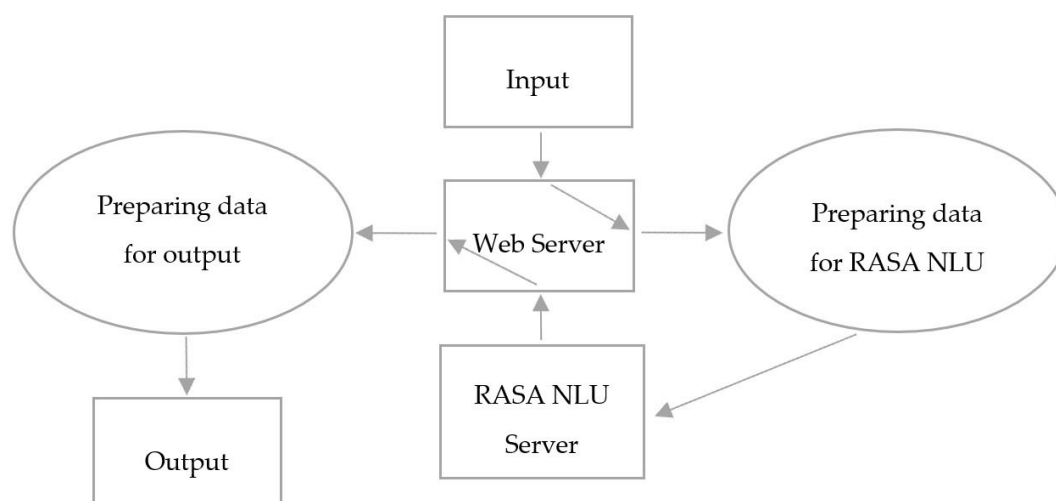 Input
Preparing data
for output
Web Server
Preparing data
for RASA NLU
RASA NLU
Server
Output